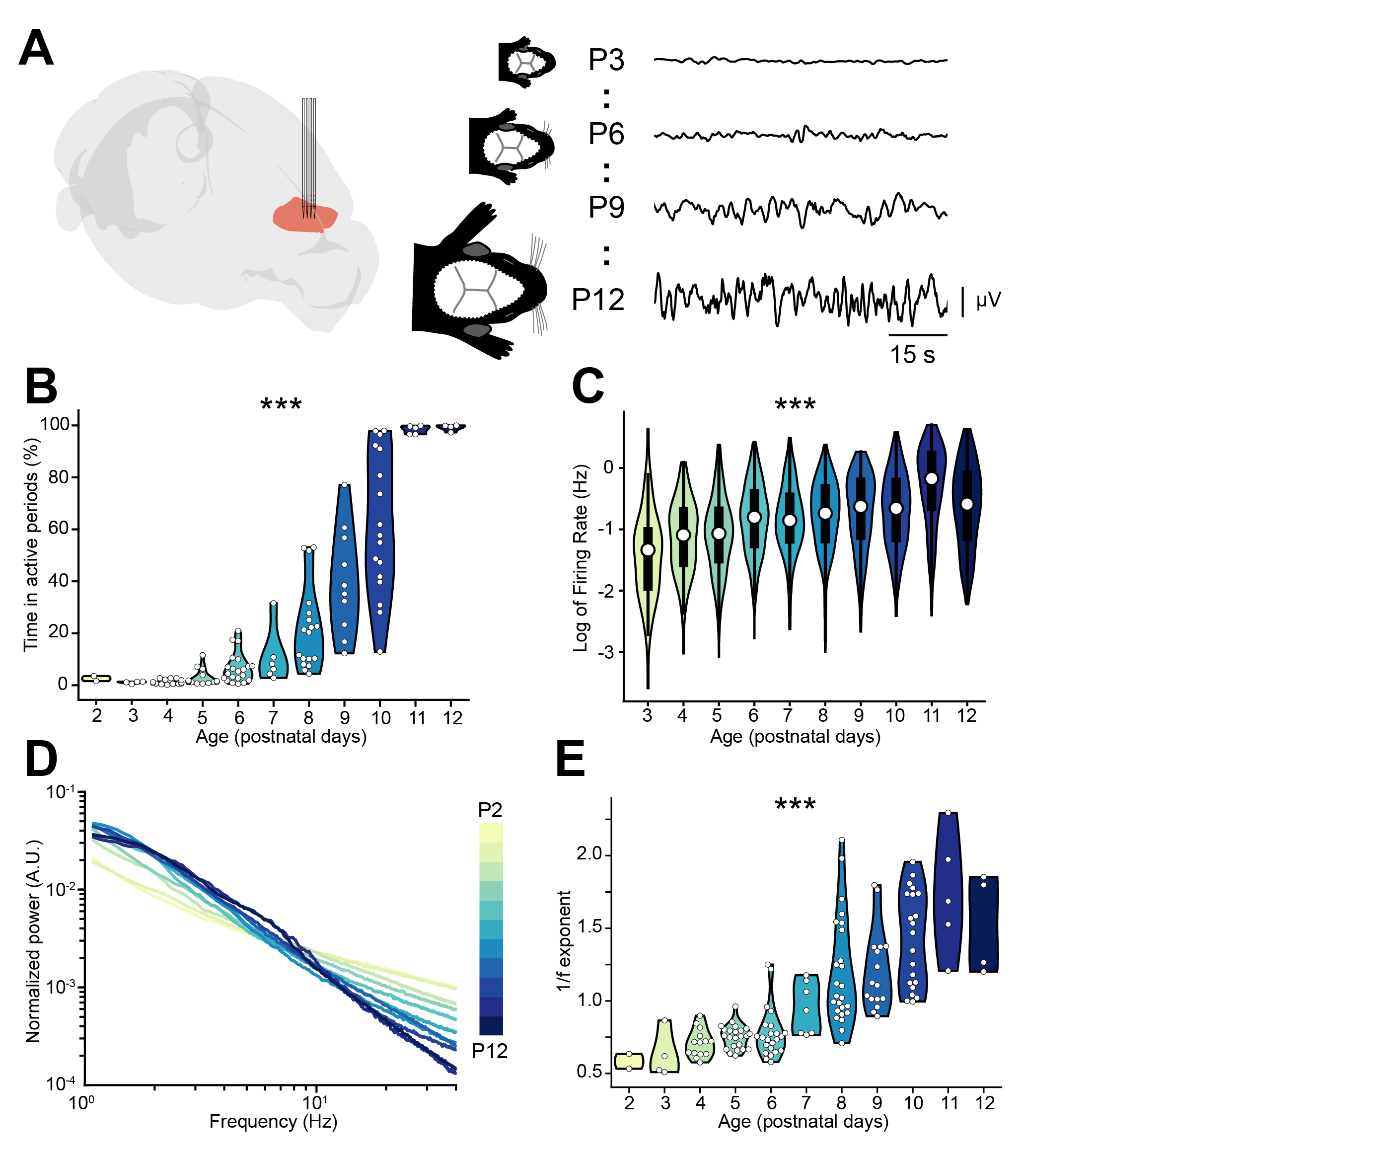 A
P3
:
P6
:
P9
:
P12
µV
15 s
B
***
Time in active periods (%)
100
80
60
40
20
0
2 3 4 5 6 7 8 9 10 11 12
Age (postnatal days)
C
***
Log of Firing Rate (Hz)
0
-1
-2
-3
3 4 5 6 7 8 9 10 11 12
Age (postnatal days)
D
Normalized power (A.U.)
10-1
10-2
10-3
10-4
10⁰ 10¹
Frequency (Hz)
P2
P12
E
***
1/f exponent
2.0
1.5
1.0
0.5
2 3 4 5 6 7 8 9 10 11 12
Age (postnatal days)